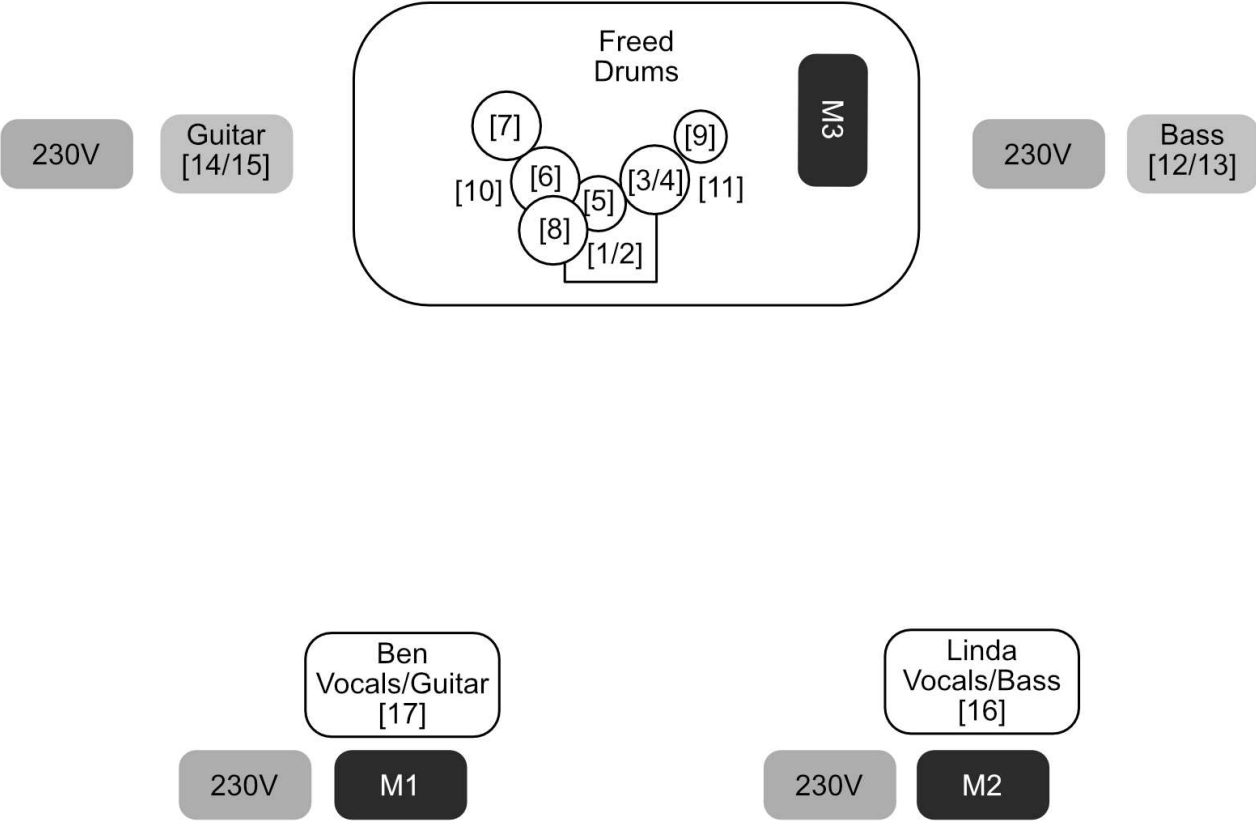 Freed
Drums
230V
Guitar
[14/15]
[7]
[9]
M3
230V
Bass
[12/13]
[10]
[6]
[5]
[3/4]
[11]
[8]
[1/2]
Ben
Vocals/Guitar
[17]
Linda
Vocals/Bass
[16]
230V
M1
230V
M2